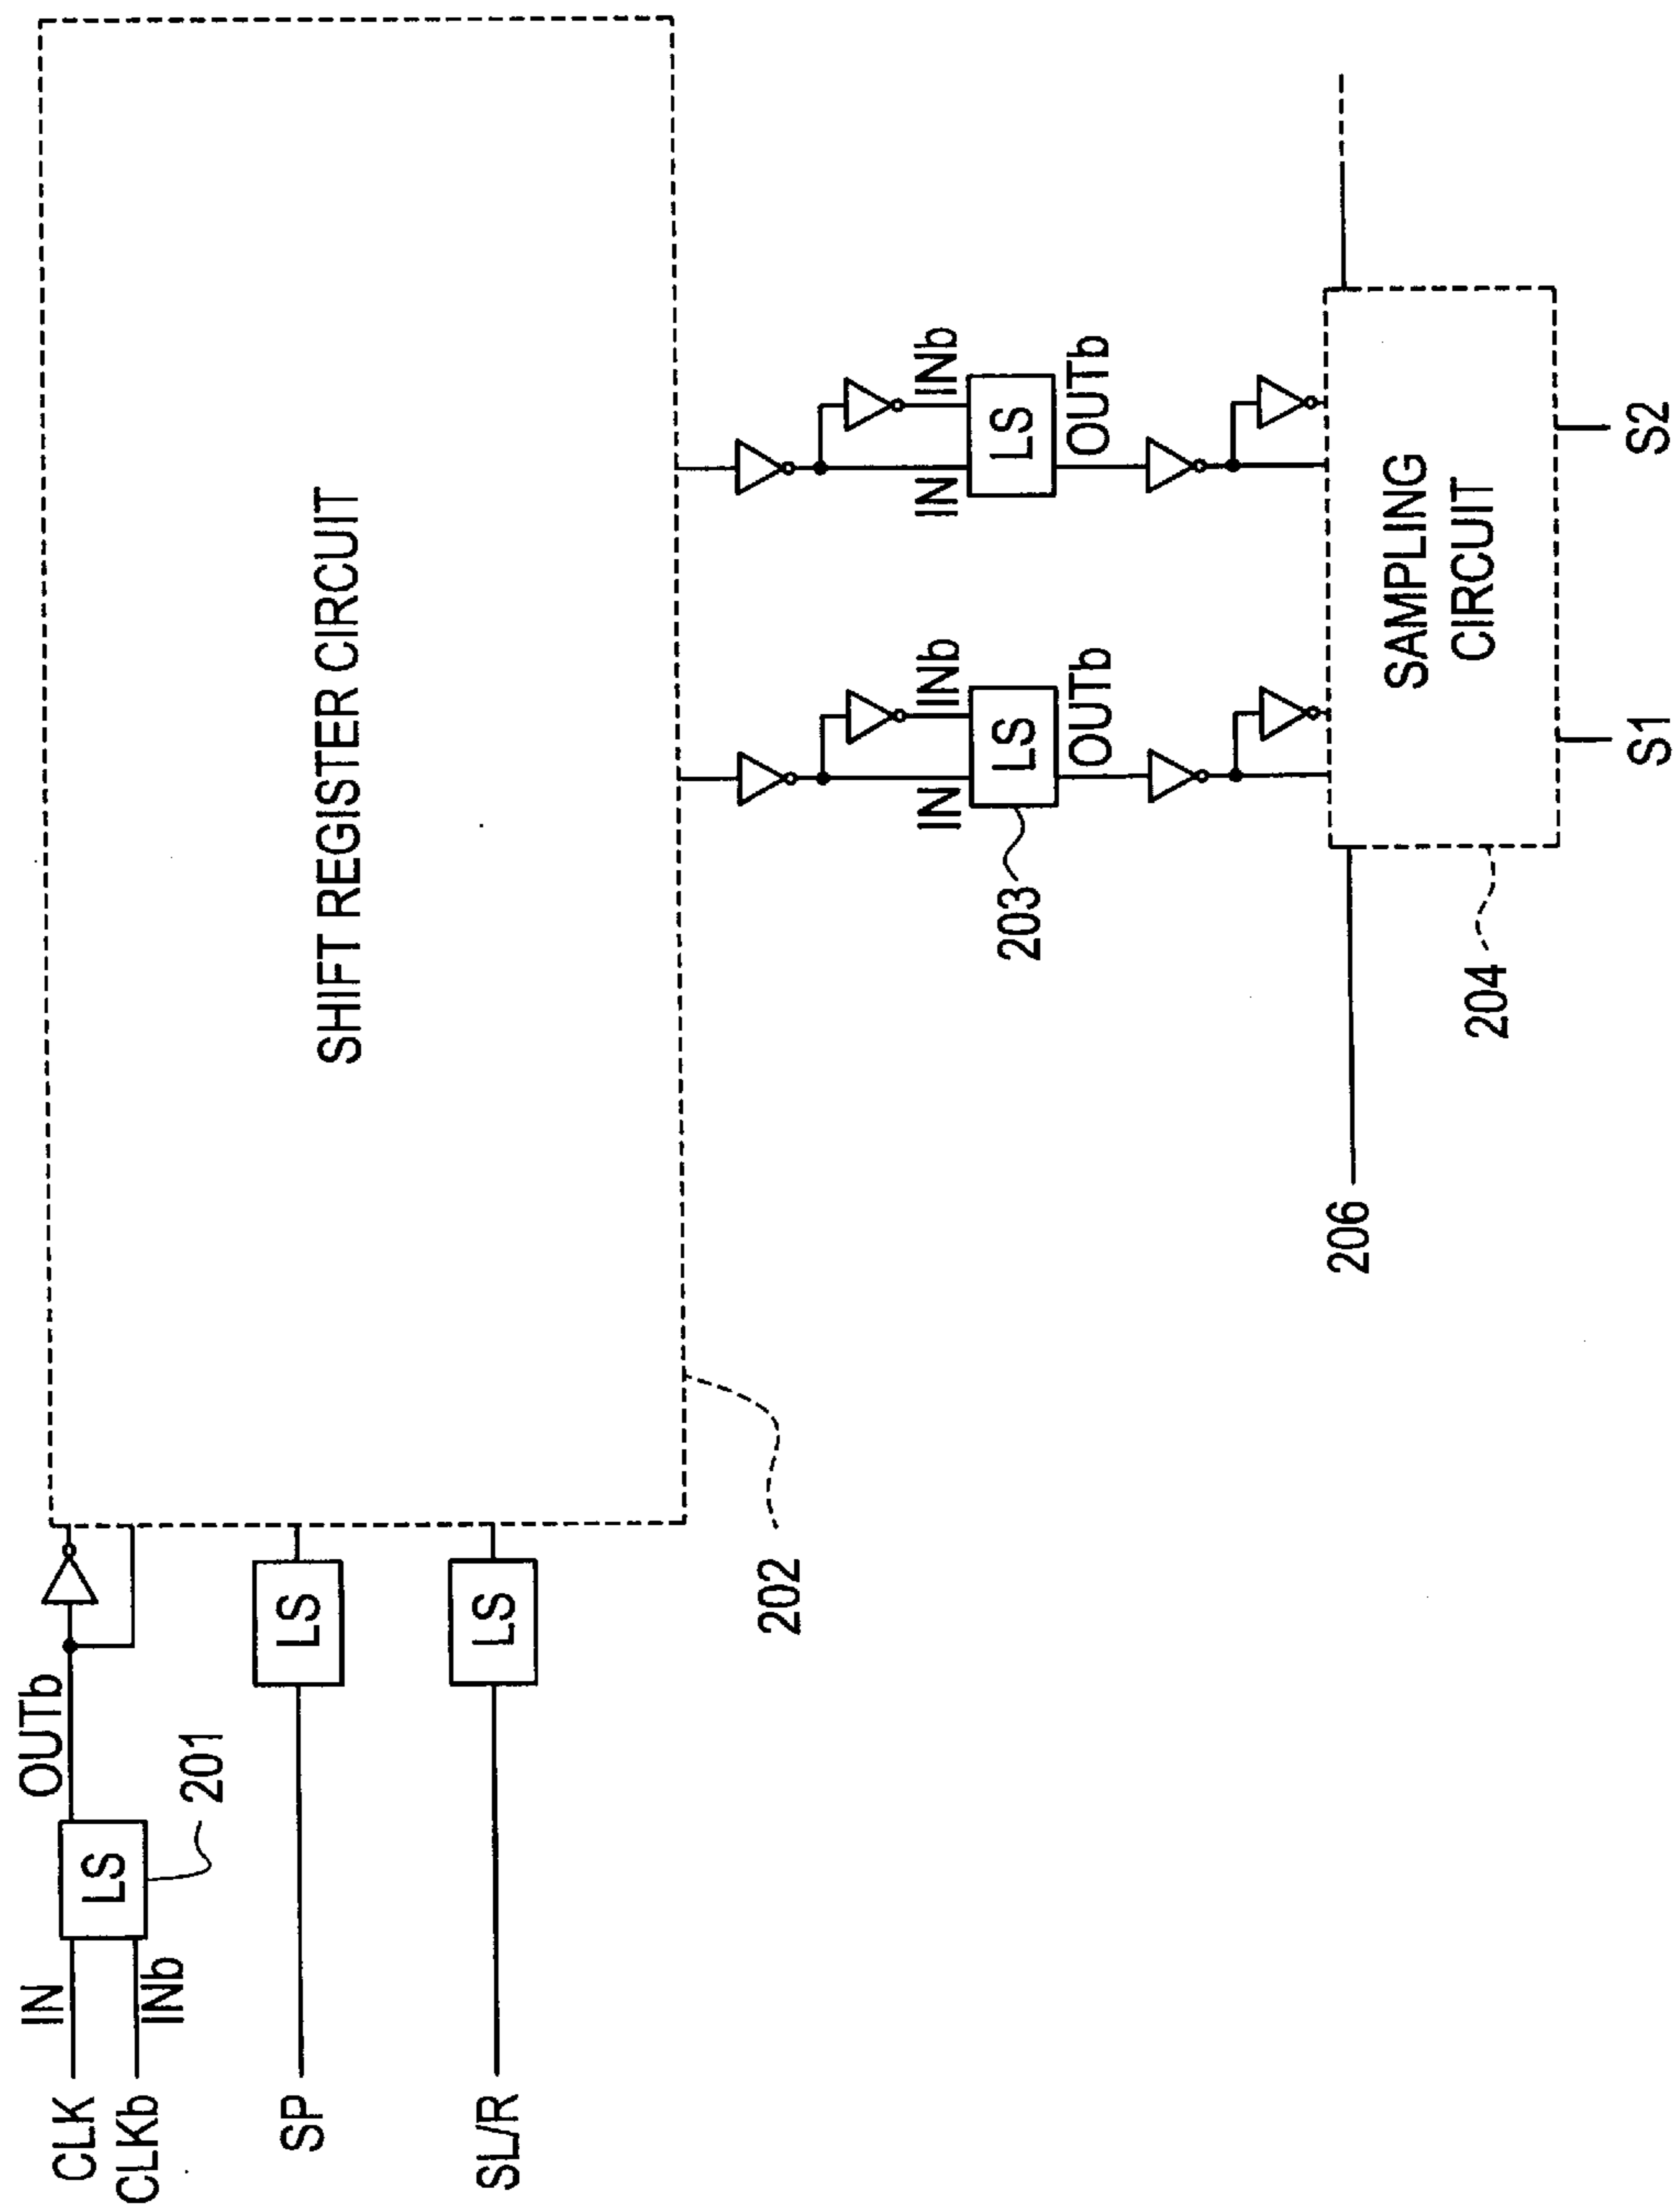 CLK
IN
CLKb
INb
LS
OUTb
201
SP
LS
SL/R
LS
SHIFT REGISTER CIRCUIT
202
IN
INb
LS
OUTb
203
IN
INb
LS
OUTb
206
SAMPLING
CIRCUIT
204
S1
S2